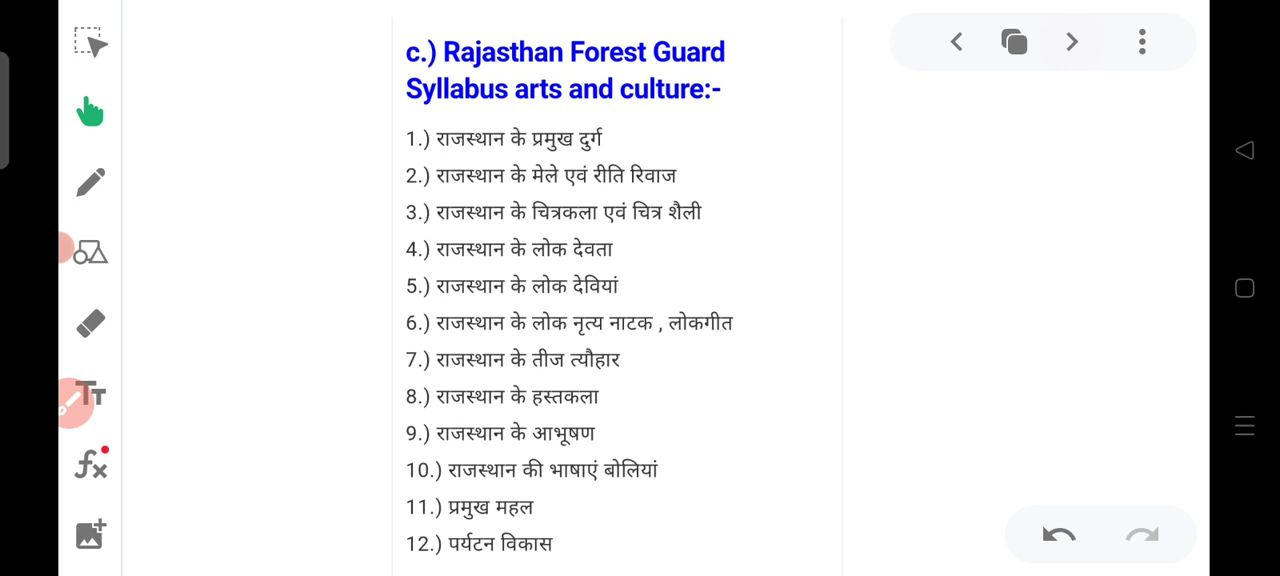 c.) Rajasthan Forest Guard
Syllabus arts and culture:-
1.) राजस्थान के प्रमुख दुर्ग
2.) राजस्थान के मेले एवं रीति रिवाज
3.) राजस्थान के चित्रकला एवं चित्र शैली
4.) राजस्थान के लोक देवता
5.) राजस्थान के लोक देवियां
6.) राजस्थान के लोक नृत्य नाटक , लोकगीत
7.) राजस्थान के तीज त्यौहार
8.) राजस्थान के हस्तकला
9.) राजस्थान के आभूषण
10.) राजस्थान की भाषाएं बोलियां
11.) प्रमुख महल
12.) पर्यटन विकास
Tт
fx